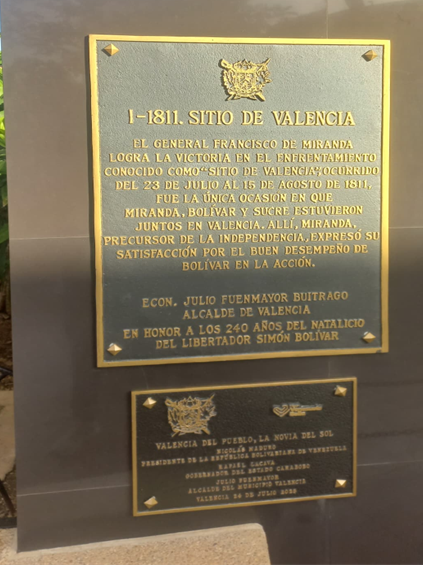 1-1811. SITIO DE VALENCIA
EL GENERAL FRANCISCO DE MIRANDA
LOGRA LA VICTORIA EN EL ENFRENTAMIENTO
CONOCIDO COMO "SITIO DE VALENCIA", OCURRIDO
DEL 23 DE JULIO AL 15 DE AGOSTO DE 1811.
FUE LA ÚNICA OCASION EN QUE
MIRANDA, BOLÍVAR Y SUCRE ESTUVIERON
JUNTOS EN VALENCIA. ALLÍ, MIRANDA,
PRECURSOR DE LA INDEPENDENCIA, EXPRESÓ SU
SATISFACCIÓN POR EL BUEN DESEMPEÑO DE
BOLÍVAR EN LA ACCIÓN.
ECON. JULIO FUENMAYOR BUITRAGO
ALCALDE DE VALENCIA
EN HONOR A LOS 240 AÑOS DEL NATALICIO
DEL LIBERTADOR SIMÓN BOLÍVAR
VALENCIA DEL PUEBLO, LA NOVIA DEL SOL
NICOLÁS MADURO
PRESIDENTE DE LA REPÚBLICA BOLIVARIANA DE VENEZUELA
RAFAEL LACAVA
GOBERNADOR DEL ESTADO CARABOBO
JULIO FUENMAYOR
ALCALDE DEL MUNICIPIO VALENCIA
VALENCIA 24 DE JULIO